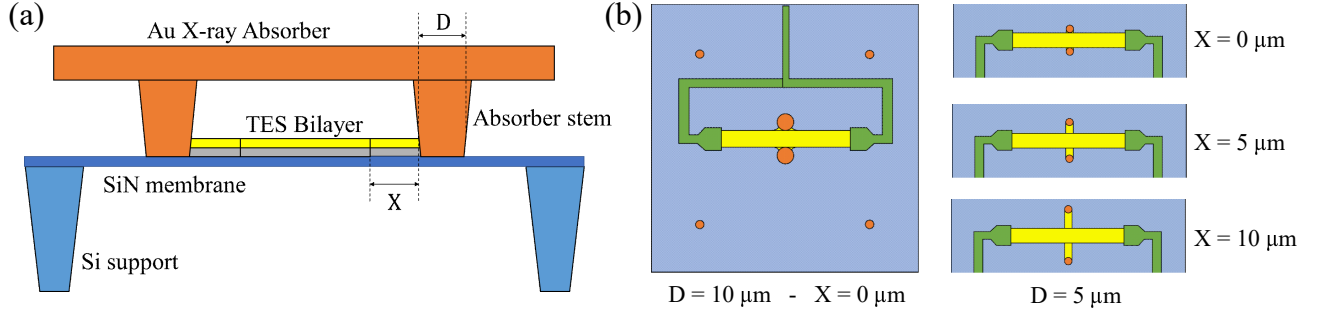 (a)
D
Au X-ray Absorber
TES Bilayer
Absorber stem
SiN membrane
X
Si support
(b)
X = 0 μm
X = 5 μm
X = 10 μm
D = 10 μm - X = 0 μm
D = 5 μm